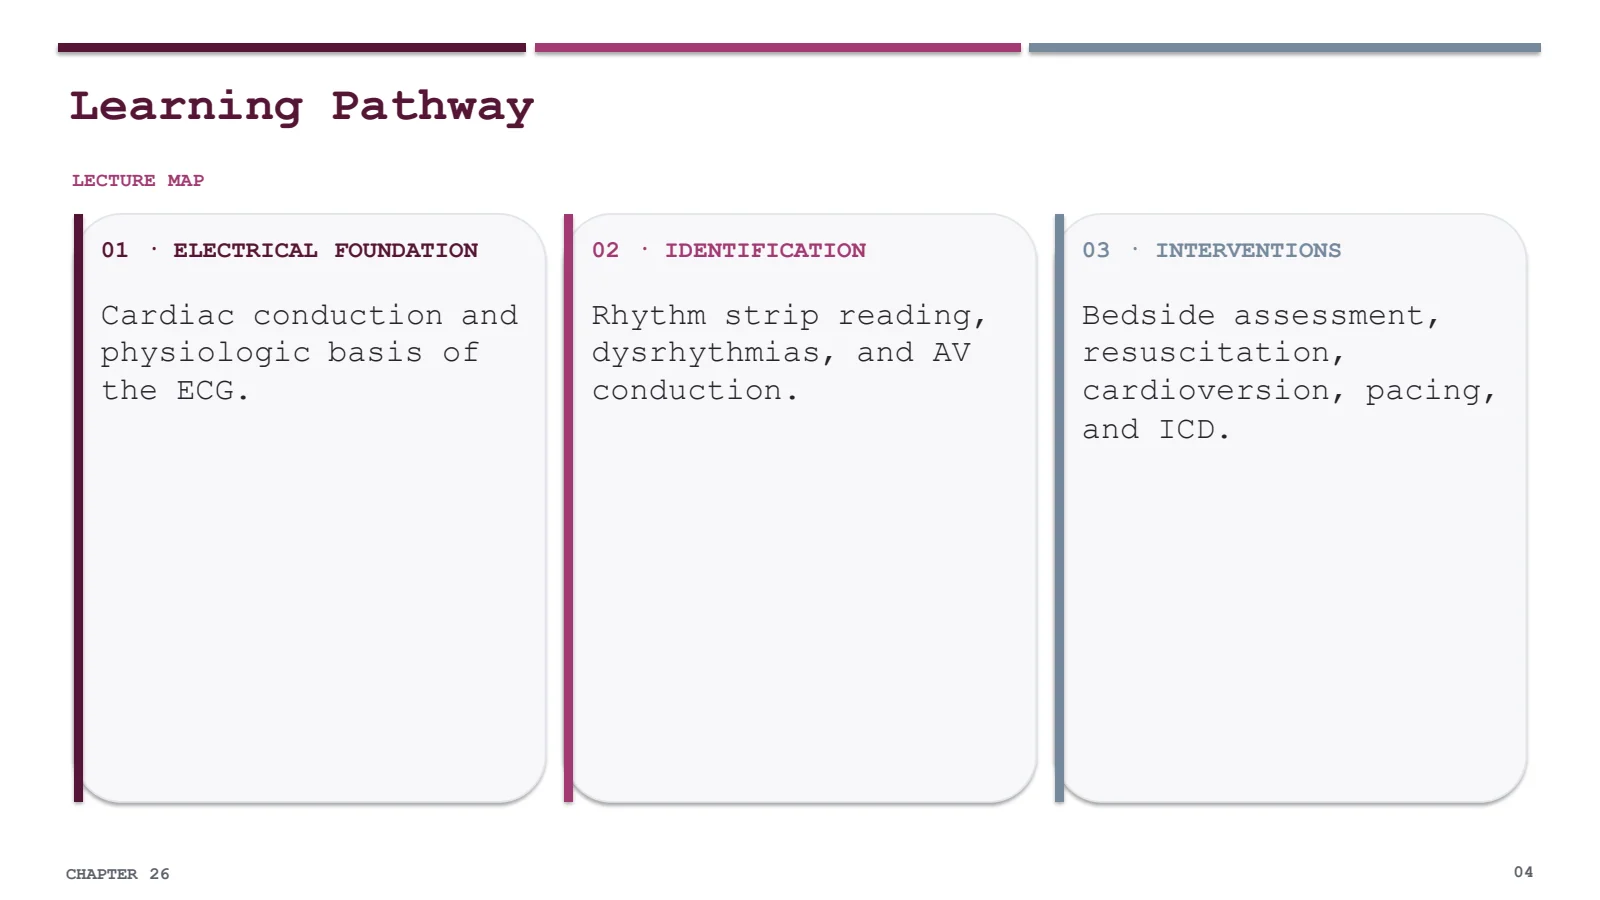 Learning Pathway
LECTURE MAP
01 · ELECTRICAL FOUNDATION
Cardiac conduction and
physiologic basis of
the ECG.
02 · IDENTIFICATION
Rhythm strip reading,
dysrhythmias, and AV
conduction.
03 · INTERVENTIONS
Bedside assessment,
resuscitation,
cardioversion, pacing,
and ICD.
CHAPTER 26
04